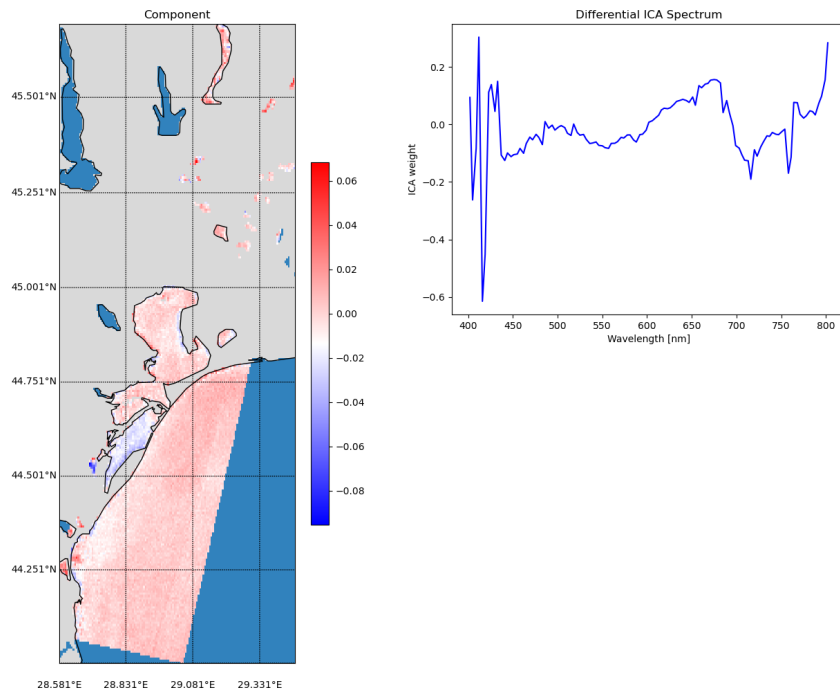 Component
45.501°N
45.251°N
45.001°N
44.751°N
44.501°N
44.251°N
28.581°E 28.831°E 29.081°E 29.331°E
0.06
0.04
0.02
0.00
−0.02
−0.04
−0.06
−0.08
Differential ICA Spectrum
ICA weight
0.2
0.0
−0.2
−0.4
−0.6
400 450 500 550 600 650 700 750 800
Wavelength [nm]